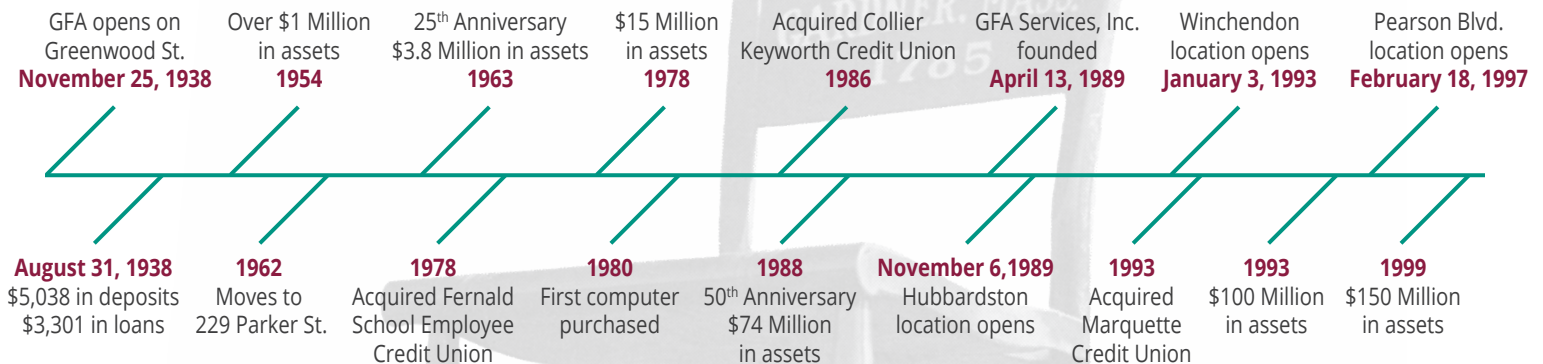 GFA opens on
Greenwood St.
November 25, 1938
Over $1 Million
in assets
1954
25th Anniversary
$3.8 Million in assets
1963
$15 Million
in assets
1978
Acquired Collier
Keyworth Credit Union
1986
GFA Services, Inc.
founded
April 13, 1989
Winchendon
location opens
January 3, 1993
Pearson Blvd.
location opens
February 18, 1997
GARDNER, MASS.
1785
August 31, 1938
$5,038 in deposits
$3,301 in loans
1962
Moves to
229 Parker St.
1978
Acquired Fernald
School Employee
Credit Union
1980
First computer
purchased
1988
50th Anniversary
$74 Million
in assets
November 6,1989
Hubbardston
location opens
1993
Acquired
Marquette
Credit Union
1993
$100 Million
in assets
1999
$150 Million
in assets